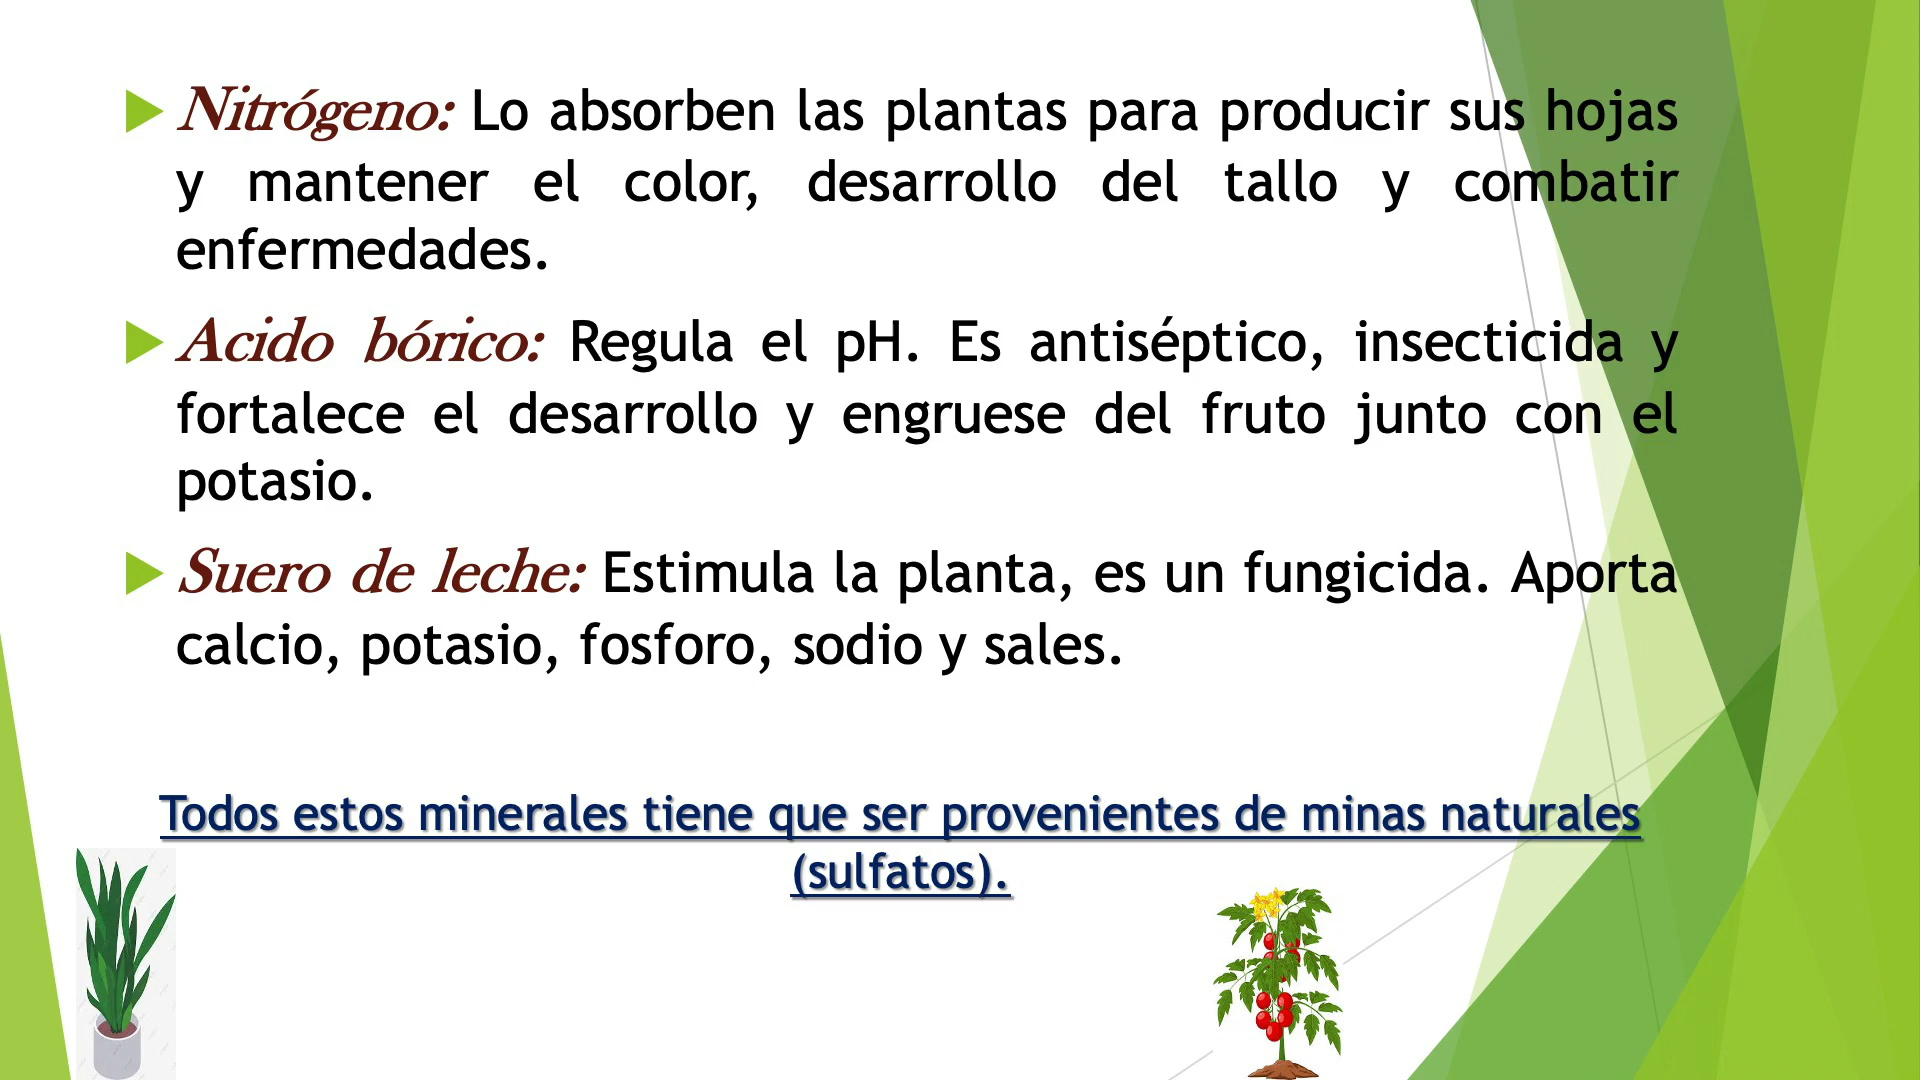 Nitrógeno: Lo absorben las plantas para producir sus hojas
y mantener el color, desarrollo del tallo y combatir
enfermedades.
Acido bórico: Regula el pH. Es antiséptico, insecticida y
fortalece el desarrollo y engruese del fruto junto con el
potasio.
Suero de leche: Estimula la planta, es un fungicida. Aporta
calcio, potasio, fosforo, sodio y sales.
Todos estos minerales tiene que ser provenientes de minas naturales
(sulfatos).